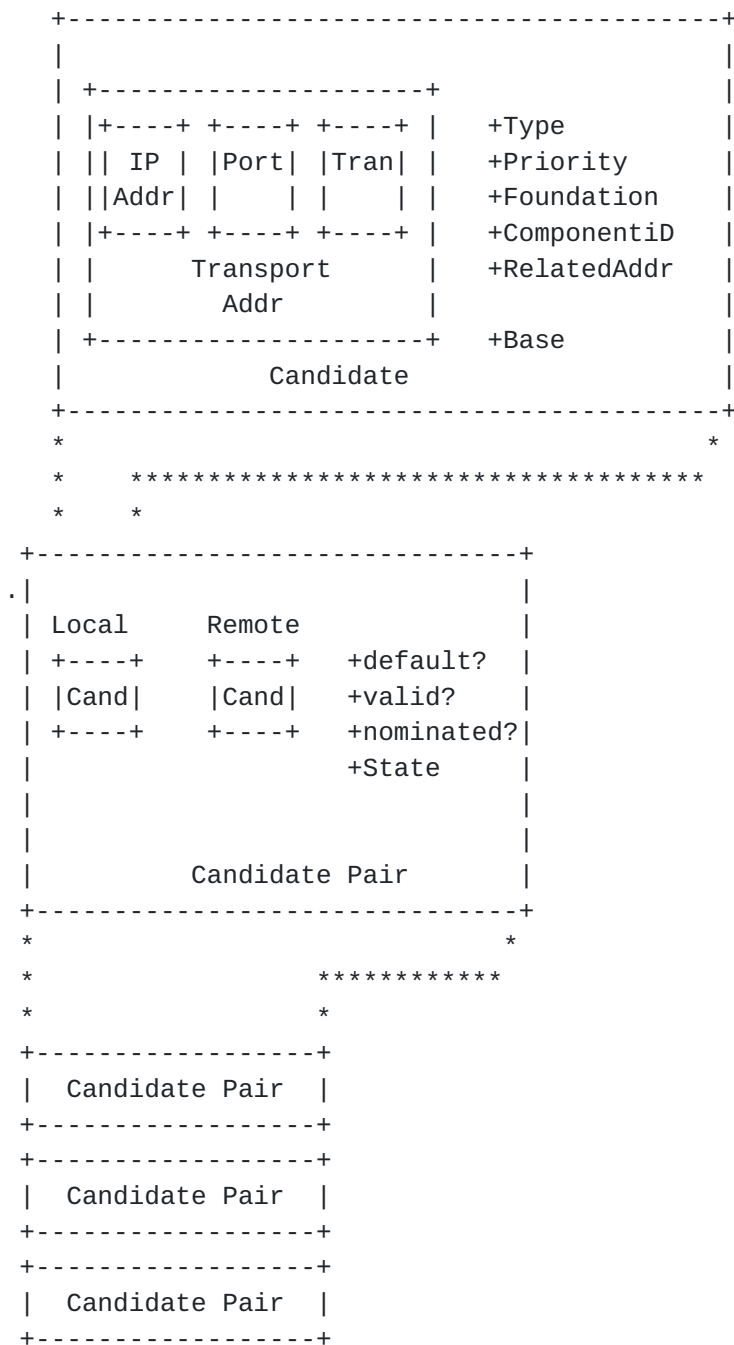 +------------------------------------------+
|                                          |
| +---------------------+                  |
| |+----+ +----+ +----+ |   +Type          |
| || IP | |Port| |Tran| |   +Priority      |
| ||Addr| |    | |    | |   +Foundation    |
| |+----+ +----+ +----+ |   +ComponentiD   |
| |      Transport      |   +RelatedAddr   |
| |        Addr         |                  |
| +---------------------+   +Base          |
|             Candidate                    |
+------------------------------------------+
*                                         *
*    *************************************
*    *
+-------------------------------+
.|                               |
| Local     Remote              |
| +----+    +----+   +default?  |
| |Cand|    |Cand|   +valid?    |
| +----+    +----+   +nominated?|
|                    +State     |
|                               |
|                               |
|          Candidate Pair       |
+-------------------------------+
*                              *
*                  ************
*                  *
+------------------+
|  Candidate Pair  |
+------------------+
+------------------+
|  Candidate Pair  |
+------------------+
+------------------+
|  Candidate Pair  |
+------------------+